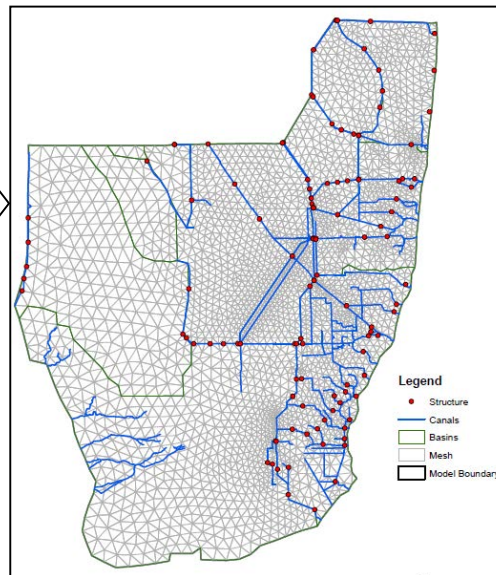 Legend
Structure
Canals
Basins
Mesh
Model Boundary